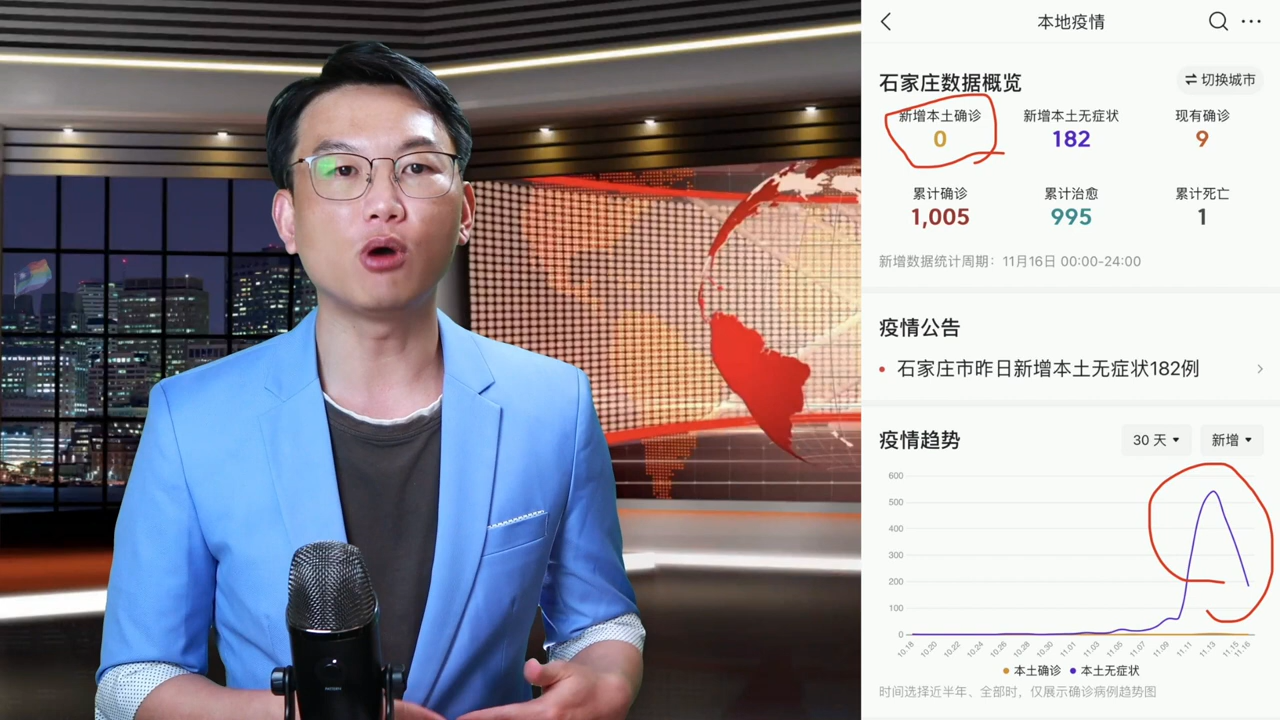 本地疫情
石家庄数据概览
切换城市
新增本土确诊
新增本土无症状
现有确诊
0
182
9
累计确诊
累计治愈
累计死亡
1,005
995
1
新增数据统计周期：11月16日 00:00-24:00
疫情公告
石家庄市昨日新增本土无症状182例
疫情趋势
30 天
新增
600
500
400
300
200
100
0
10.18 10.20 10.22 10.24 10.26 10.28 10.30 11.01 11.03 11.05 11.07 11.09 11.11 11.13 11.15 11.16
本土确诊 本土无症状
时间选择近半年、全部时，仅展示确诊病例趋势图